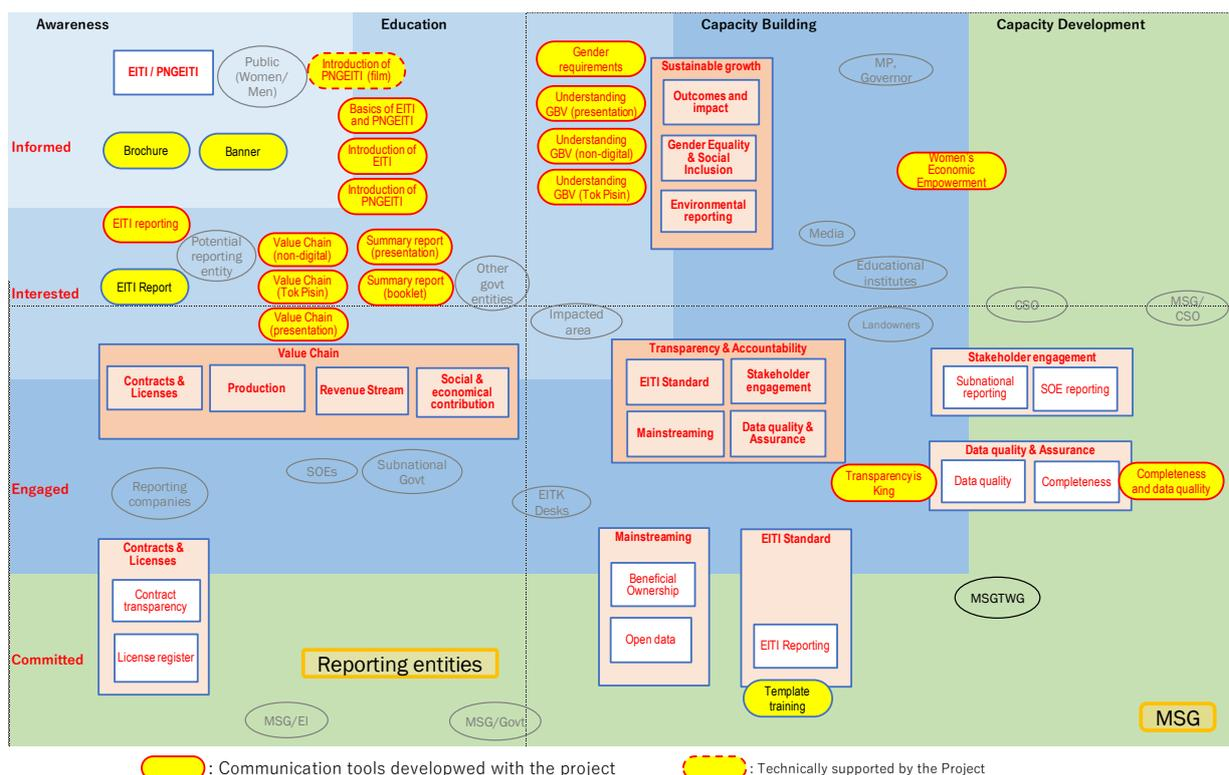 Awareness
Education
Capacity Building
Capacity Development
EITI / PNGEITI
Public
(Women/
Men)
Introduction of
PNGEITI (film)
Gender
requirements
Sustainable growth
MP,
Governor
Outcomes and
impact
Basics of EITI
and PNGEITI
Understanding
GBV (presentation)
Informed
Brochure
Banner
Introduction of
EITI
Understanding
GBV (non-digital)
Gender Equality
& Social
Inclusion
Women's
Economic
Empowerment
Introduction of
PNGEITI
Understanding
GBV (Tok Pisin)
Environmental
reporting
EITI reporting
Potential
reporting
entity
Value Chain
(non-digital)
Summary report
(presentation)
Media
Interested
EITI Report
Value Chain
(Tok Pisin)
Summary report
(booklet)
Other
govt
entities
Educational
institutes
CSO
MSG/
CSO
Value Chain
(presentation)
Impacted
area
Landowners
Value Chain
Contracts &
Licenses
Production
Revenue Stream
Social &
economical
contribution
Transparency & Accountability
EITI Standard
Stakeholder
engagement
Mainstreaming
Data quality &
Assurance
Stakeholder engagement
Subnational
reporting
SOE reporting
Engaged
Reporting
companies
SOEs
Subnational
Govt
EITK
Desks
Transparency is
King
Data quality & Assurance
Data quality
Completeness
Completeness
and data quallity
Contracts &
Licenses
Contract
transparency
License register
Mainstreaming
Beneficial
Ownership
Open data
EITI Standard
EITI Reporting
Template
training
MSGTWG
Committed
Reporting entities
MSG/EI
MSG/Govt
MSG
: Communication tools developwed with the project
: Technically supported by the Project